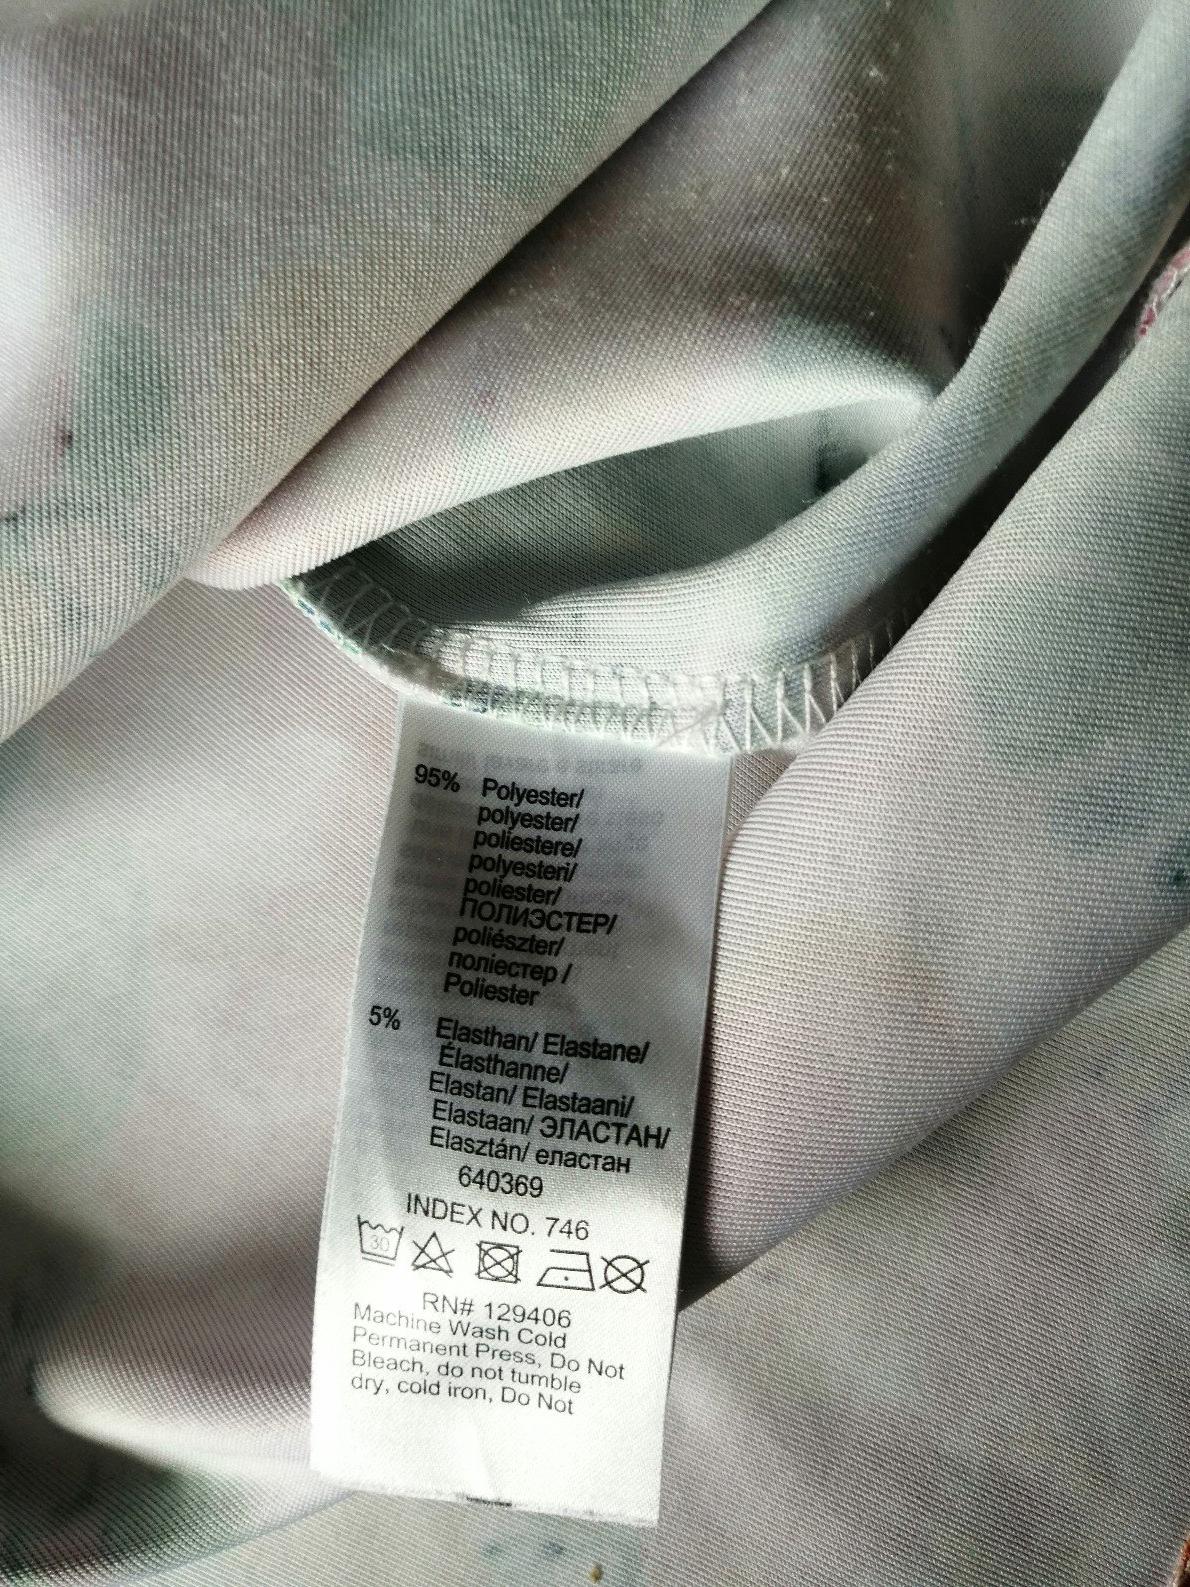 95% Polyester/
polyester/
poliestere/
polyesteri/
poliester/
ПОЛИЭСТЕР/
poliészter/
поліестер /
Poliester
5% Elasthan/ Elastane/
Élasthanne/
Elastan/ Elastaani/
Elastaan/ ЭЛАСТАН/
Elasztán/ еластан
640369
INDEX NO. 746
30
RN# 129406
Machine Wash Cold
Permanent Press, Do Not
Bleach, do not tumble
dry, cold iron, Do Not